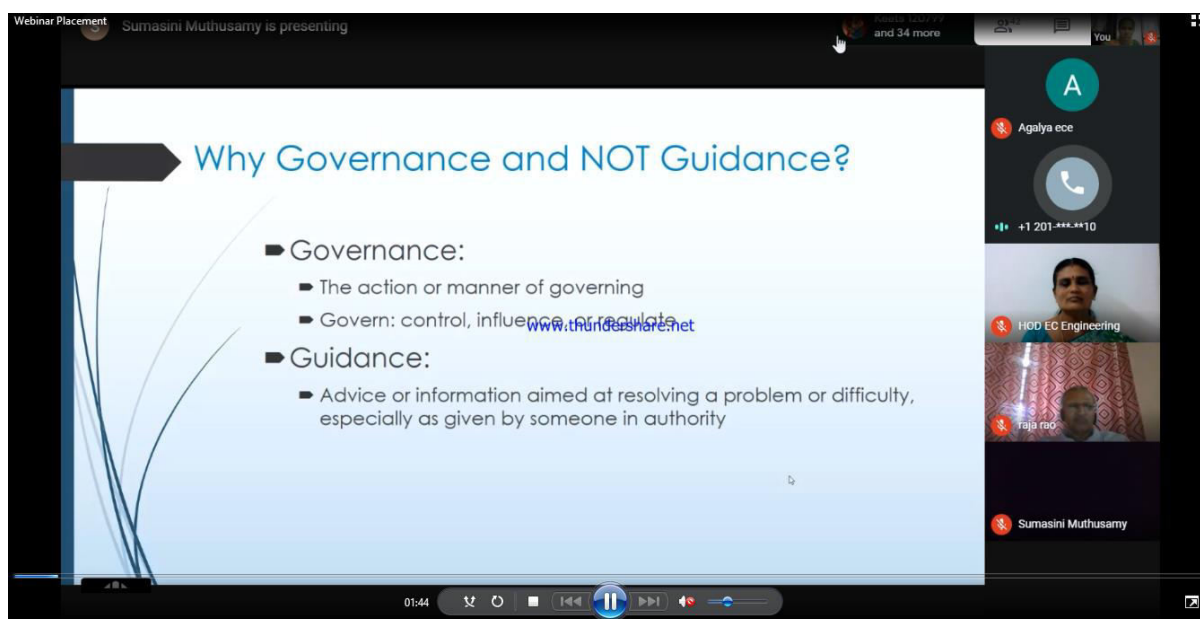 Webinar Placement
S
Sumasini Muthusamy is presenting
Keets 120799
and 34 more
42
You
Why Governance and NOT Guidance?
Governance:
The action or manner of governing
Govern: control, influence, or regulate
www.thundershare.net
Guidance:
Advice or information aimed at resolving a problem or difficulty,
especially as given by someone in authority
A
Agalya ece
+1 201-***-**10
HOD EC Engineering
raja rao
Sumasini Muthusamy
01:44